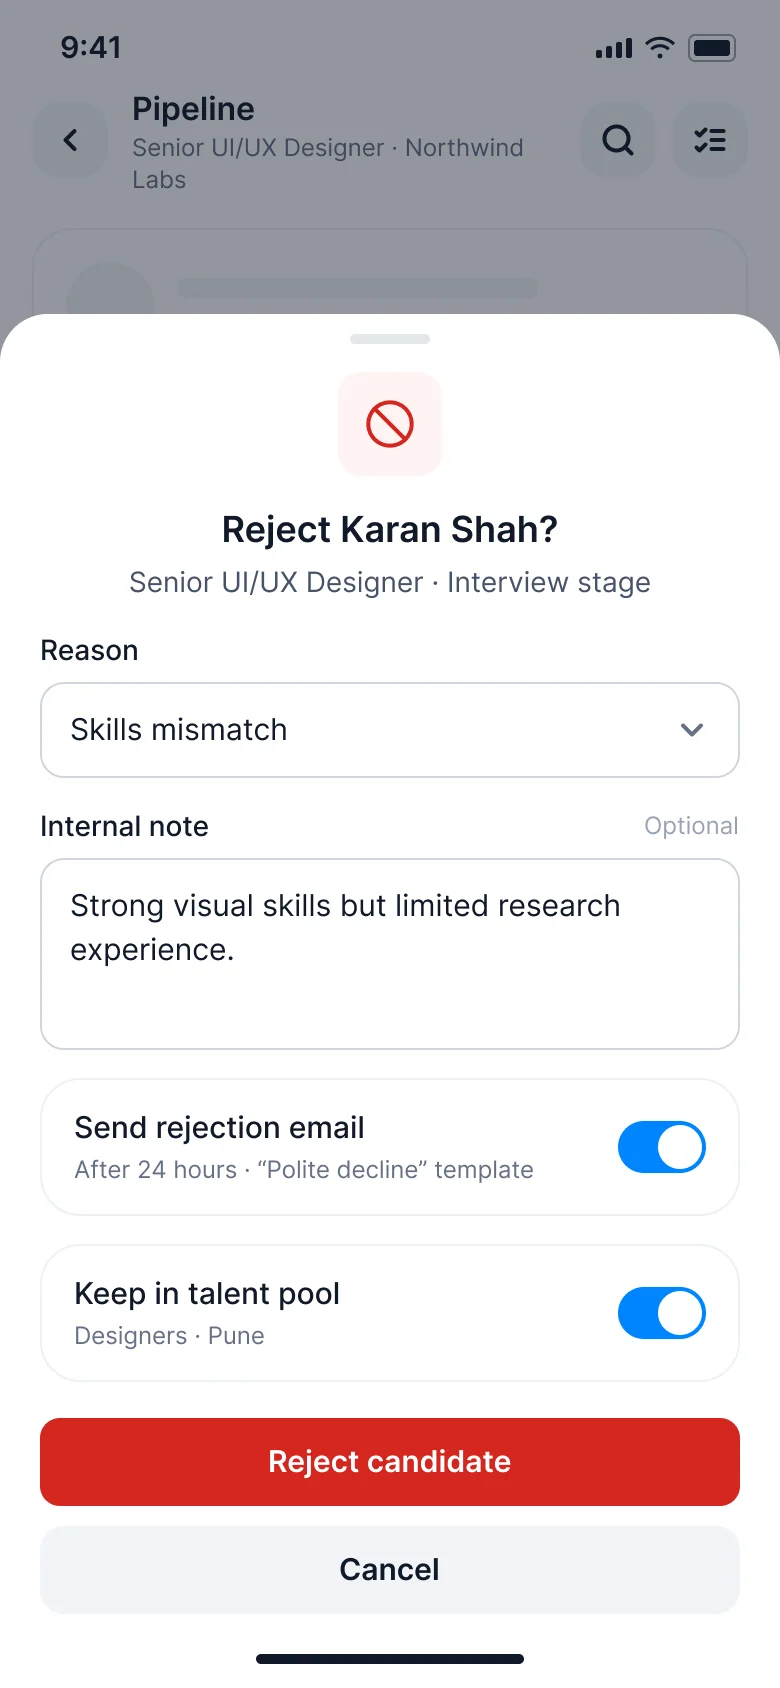 9:41
Pipeline
Senior UI/UX Designer · Northwind
Labs
Reject Karan Shah?
Senior UI/UX Designer · Interview stage
Reason
Skills mismatch
Internal note
Optional
Strong visual skills but limited research
experience.
Send rejection email
After 24 hours · “Polite decline” template
Keep in talent pool
Designers · Pune
Reject candidate
Cancel